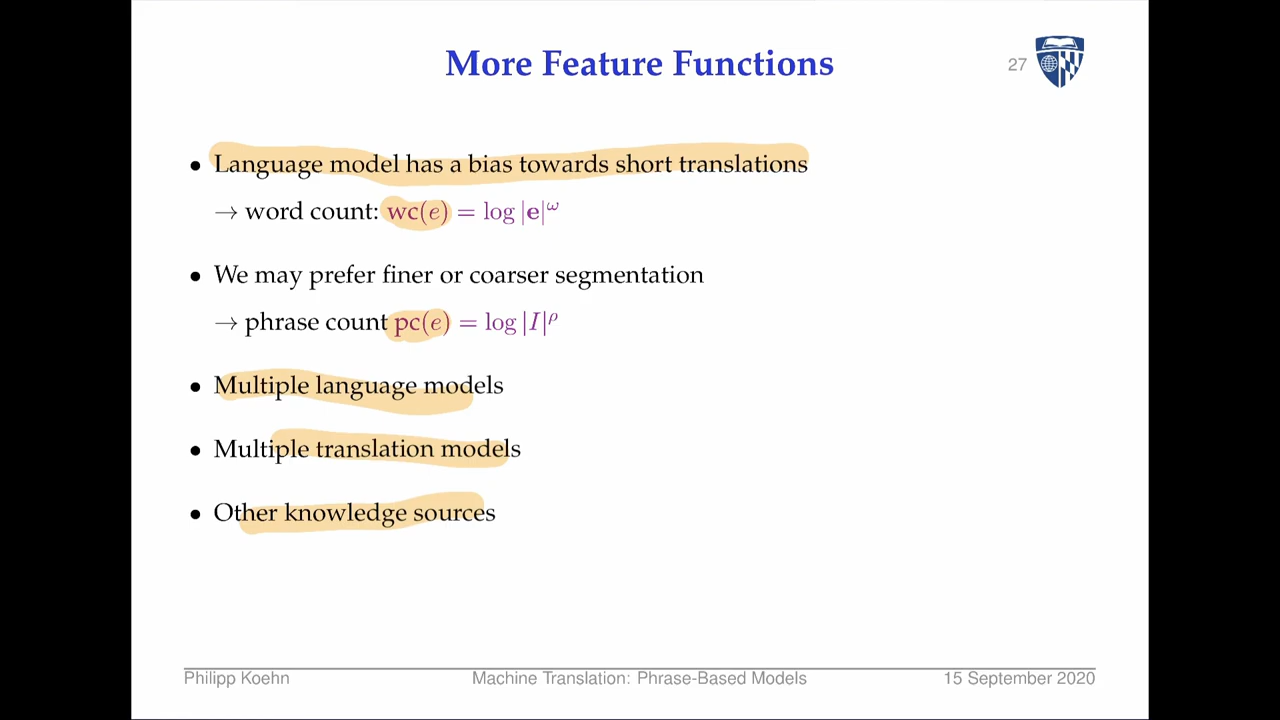 More Feature Functions
27
• Language model has a bias towards short translations
→ word count: wc(e) = log |e|^ω
• We may prefer finer or coarser segmentation
→ phrase count pc(e) = log |I|^ρ
• Multiple language models
• Multiple translation models
• Other knowledge sources
Philipp Koehn Machine Translation: Phrase-Based Models 15 September 2020